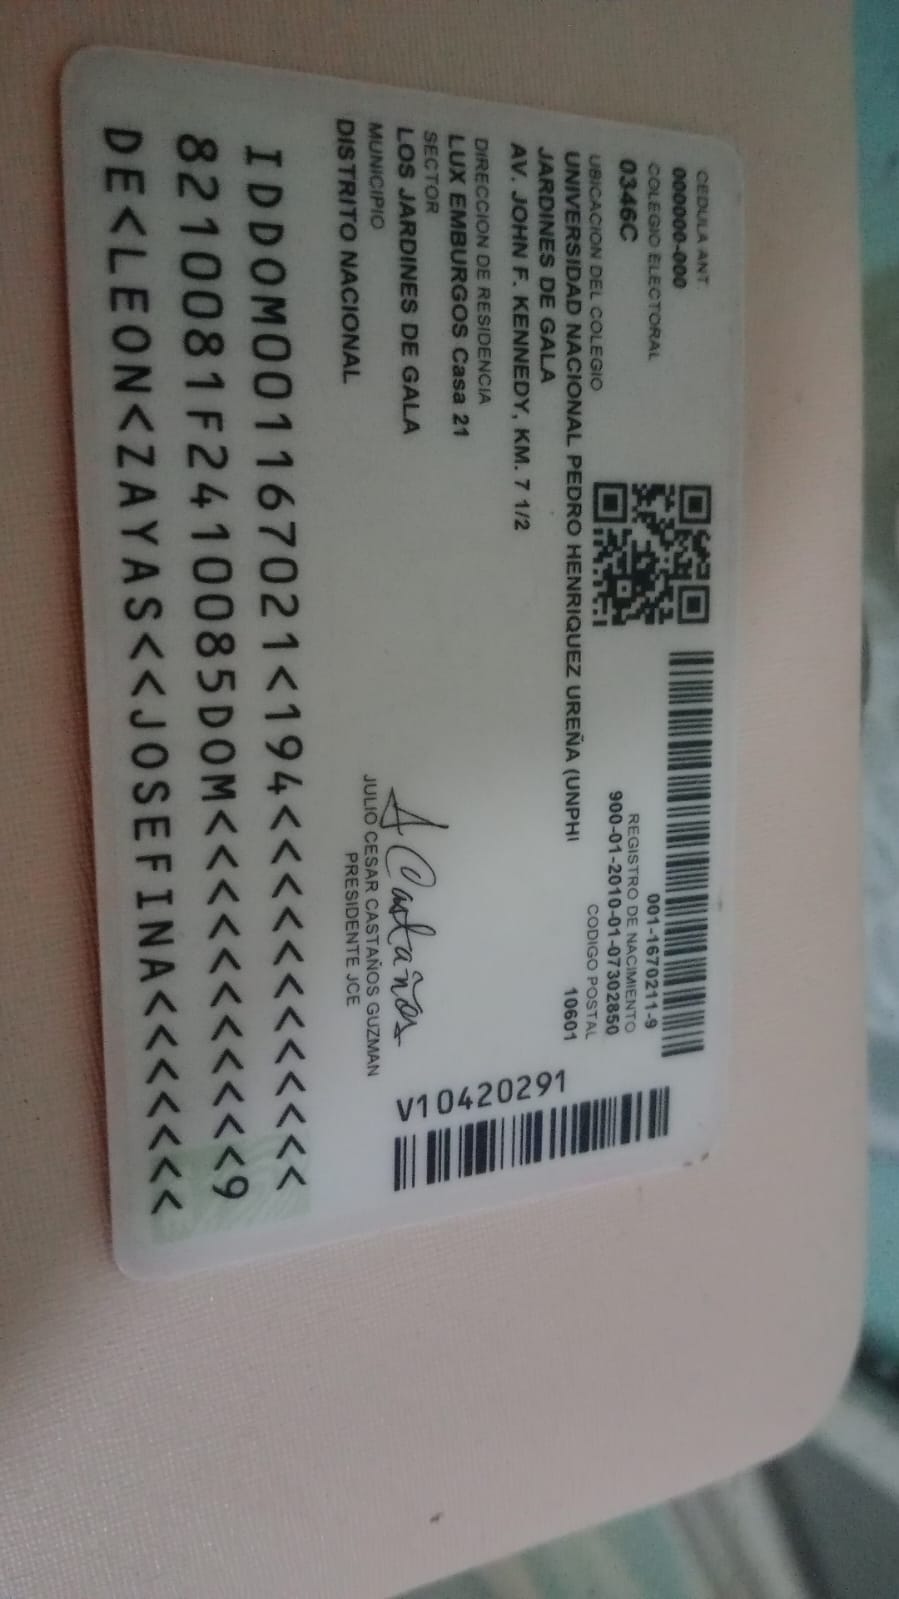 CEDULA ANT
000000-000
COLEGIO ELECTORAL
0346C
UBICACION DEL COLEGIO
UNIVERSIDAD NACIONAL PEDRO HENRIQUEZ UREÑA (UNPHI
JARDINES DE GALA
AV. JOHN F. KENNEDY, KM. 7 1/2
DIRECCION DE RESIDENCIA
LUX EMBURGOS Casa 21
SECTOR
LOS JARDINES DE GALA
MUNICIPIO
DISTRITO NACIONAL
001-1670211-9
REGISTRO DE NACIMIENTO
900-01-2010-01-07302850
CODIGO POSTAL
10601
V10420291
J Castaños
JULIO CESAR CASTAÑOS GUZMAN
PRESIDENTE JCE
IDDOM001167021<194<<<<<<<<<<<<
8210081F2410085DOM<<<<<<<<<<<9
DE<LEON<ZAYAS<<JOSEFINA<<<<<<<